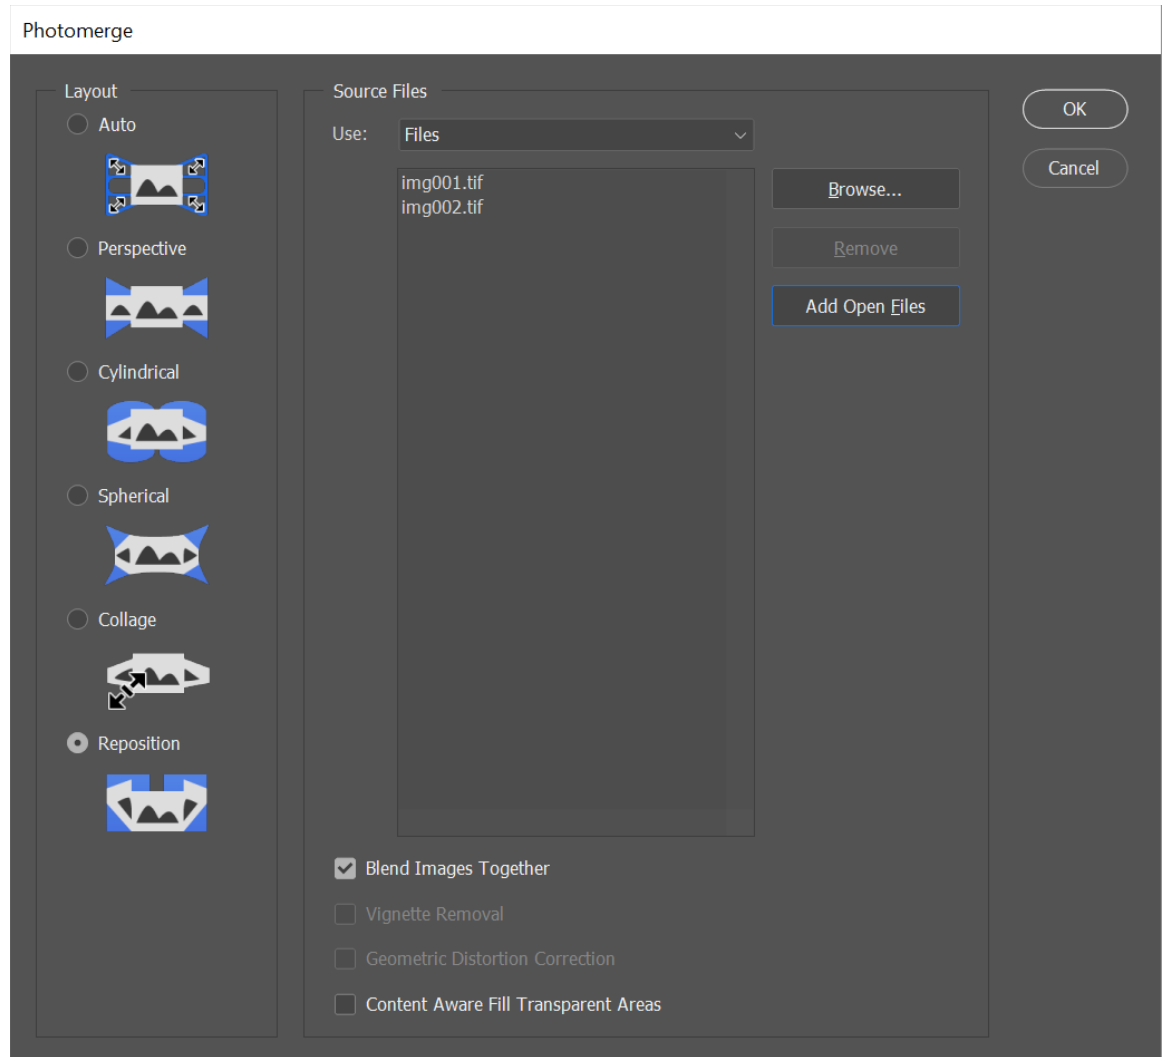 Photomerge
Layout
Auto
Perspective
Cylindrical
Spherical
Collage
Reposition
Source Files
Use: Files
img001.tif
img002.tif
Browse...
Remove
Add Open Files
Blend Images Together
Vignette Removal
Geometric Distortion Correction
Content Aware Fill Transparent Areas
OK
Cancel